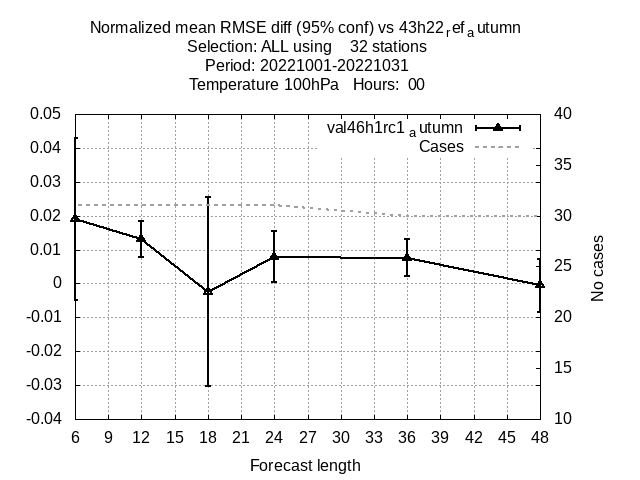 Normalized mean RMSE diff (95% conf) vs 43h22refautumn
Selection: ALL using    32 stations
Period: 20221001-20221031
Temperature 100hPa   Hours:  00
0.05
0.04
0.03
0.02
0.01
0
-0.01
-0.02
-0.03
-0.04
40
35
30
25
20
15
10
val46h1rc1autumn
Cases
No cases
6 9 12 15 18 21 24 27 30 33 36 39 42 45 48
Forecast length